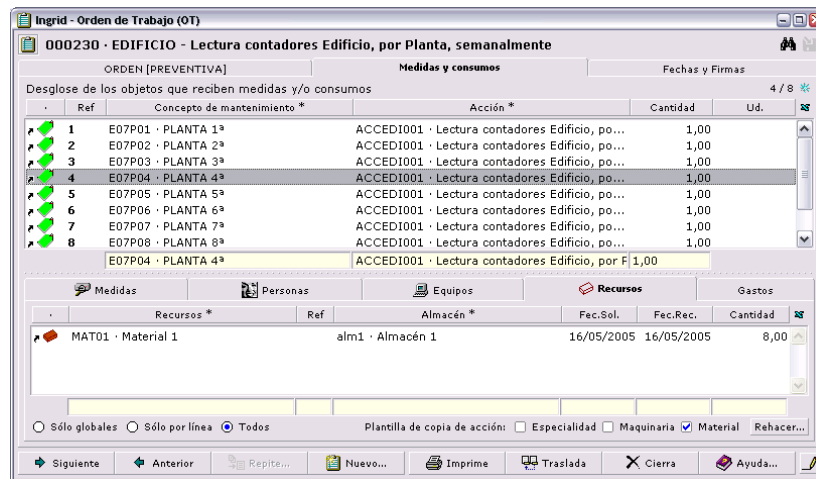 Ingrid - Orden de Trabajo (OT)
000230 · EDIFICIO - Lectura contadores Edificio, por Planta, semanalmente
ORDEN [PREVENTIVA] Medidas y consumos Fechas y Firmas
Desglose de los objetos que reciben medidas y/o consumos 4 / 8
· Ref Concepto de mantenimiento * Acción * Cantidad Ud.
1 E07P01 · PLANTA 1ª ACCEDI001 · Lectura contadores Edificio, po... 1,00
2 E07P02 · PLANTA 2ª ACCEDI001 · Lectura contadores Edificio, po... 1,00
3 E07P03 · PLANTA 3ª ACCEDI001 · Lectura contadores Edificio, po... 1,00
4 E07P04 · PLANTA 4ª ACCEDI001 · Lectura contadores Edificio, po... 1,00
5 E07P05 · PLANTA 5ª ACCEDI001 · Lectura contadores Edificio, po... 1,00
6 E07P06 · PLANTA 6ª ACCEDI001 · Lectura contadores Edificio, po... 1,00
7 E07P07 · PLANTA 7ª ACCEDI001 · Lectura contadores Edificio, po... 1,00
8 E07P08 · PLANTA 8ª ACCEDI001 · Lectura contadores Edificio, po... 1,00
E07P04 · PLANTA 4ª ACCEDI001 · Lectura contadores Edificio, por P 1,00
Medidas Personas Equipos Recursos Gastos
· Recursos * Ref Almacén * Fec.Sol. Fec.Rec. Cantidad
MAT01 · Material 1 alm1 · Almacén 1 16/05/2005 16/05/2005 8,00
Sólo globales Sólo por línea Todos Plantilla de copia de acción: Especialidad Maquinaria Material Rehacer...
Siguiente Anterior Repite... Nuevo... Imprime Traslada Cierra Ayuda...